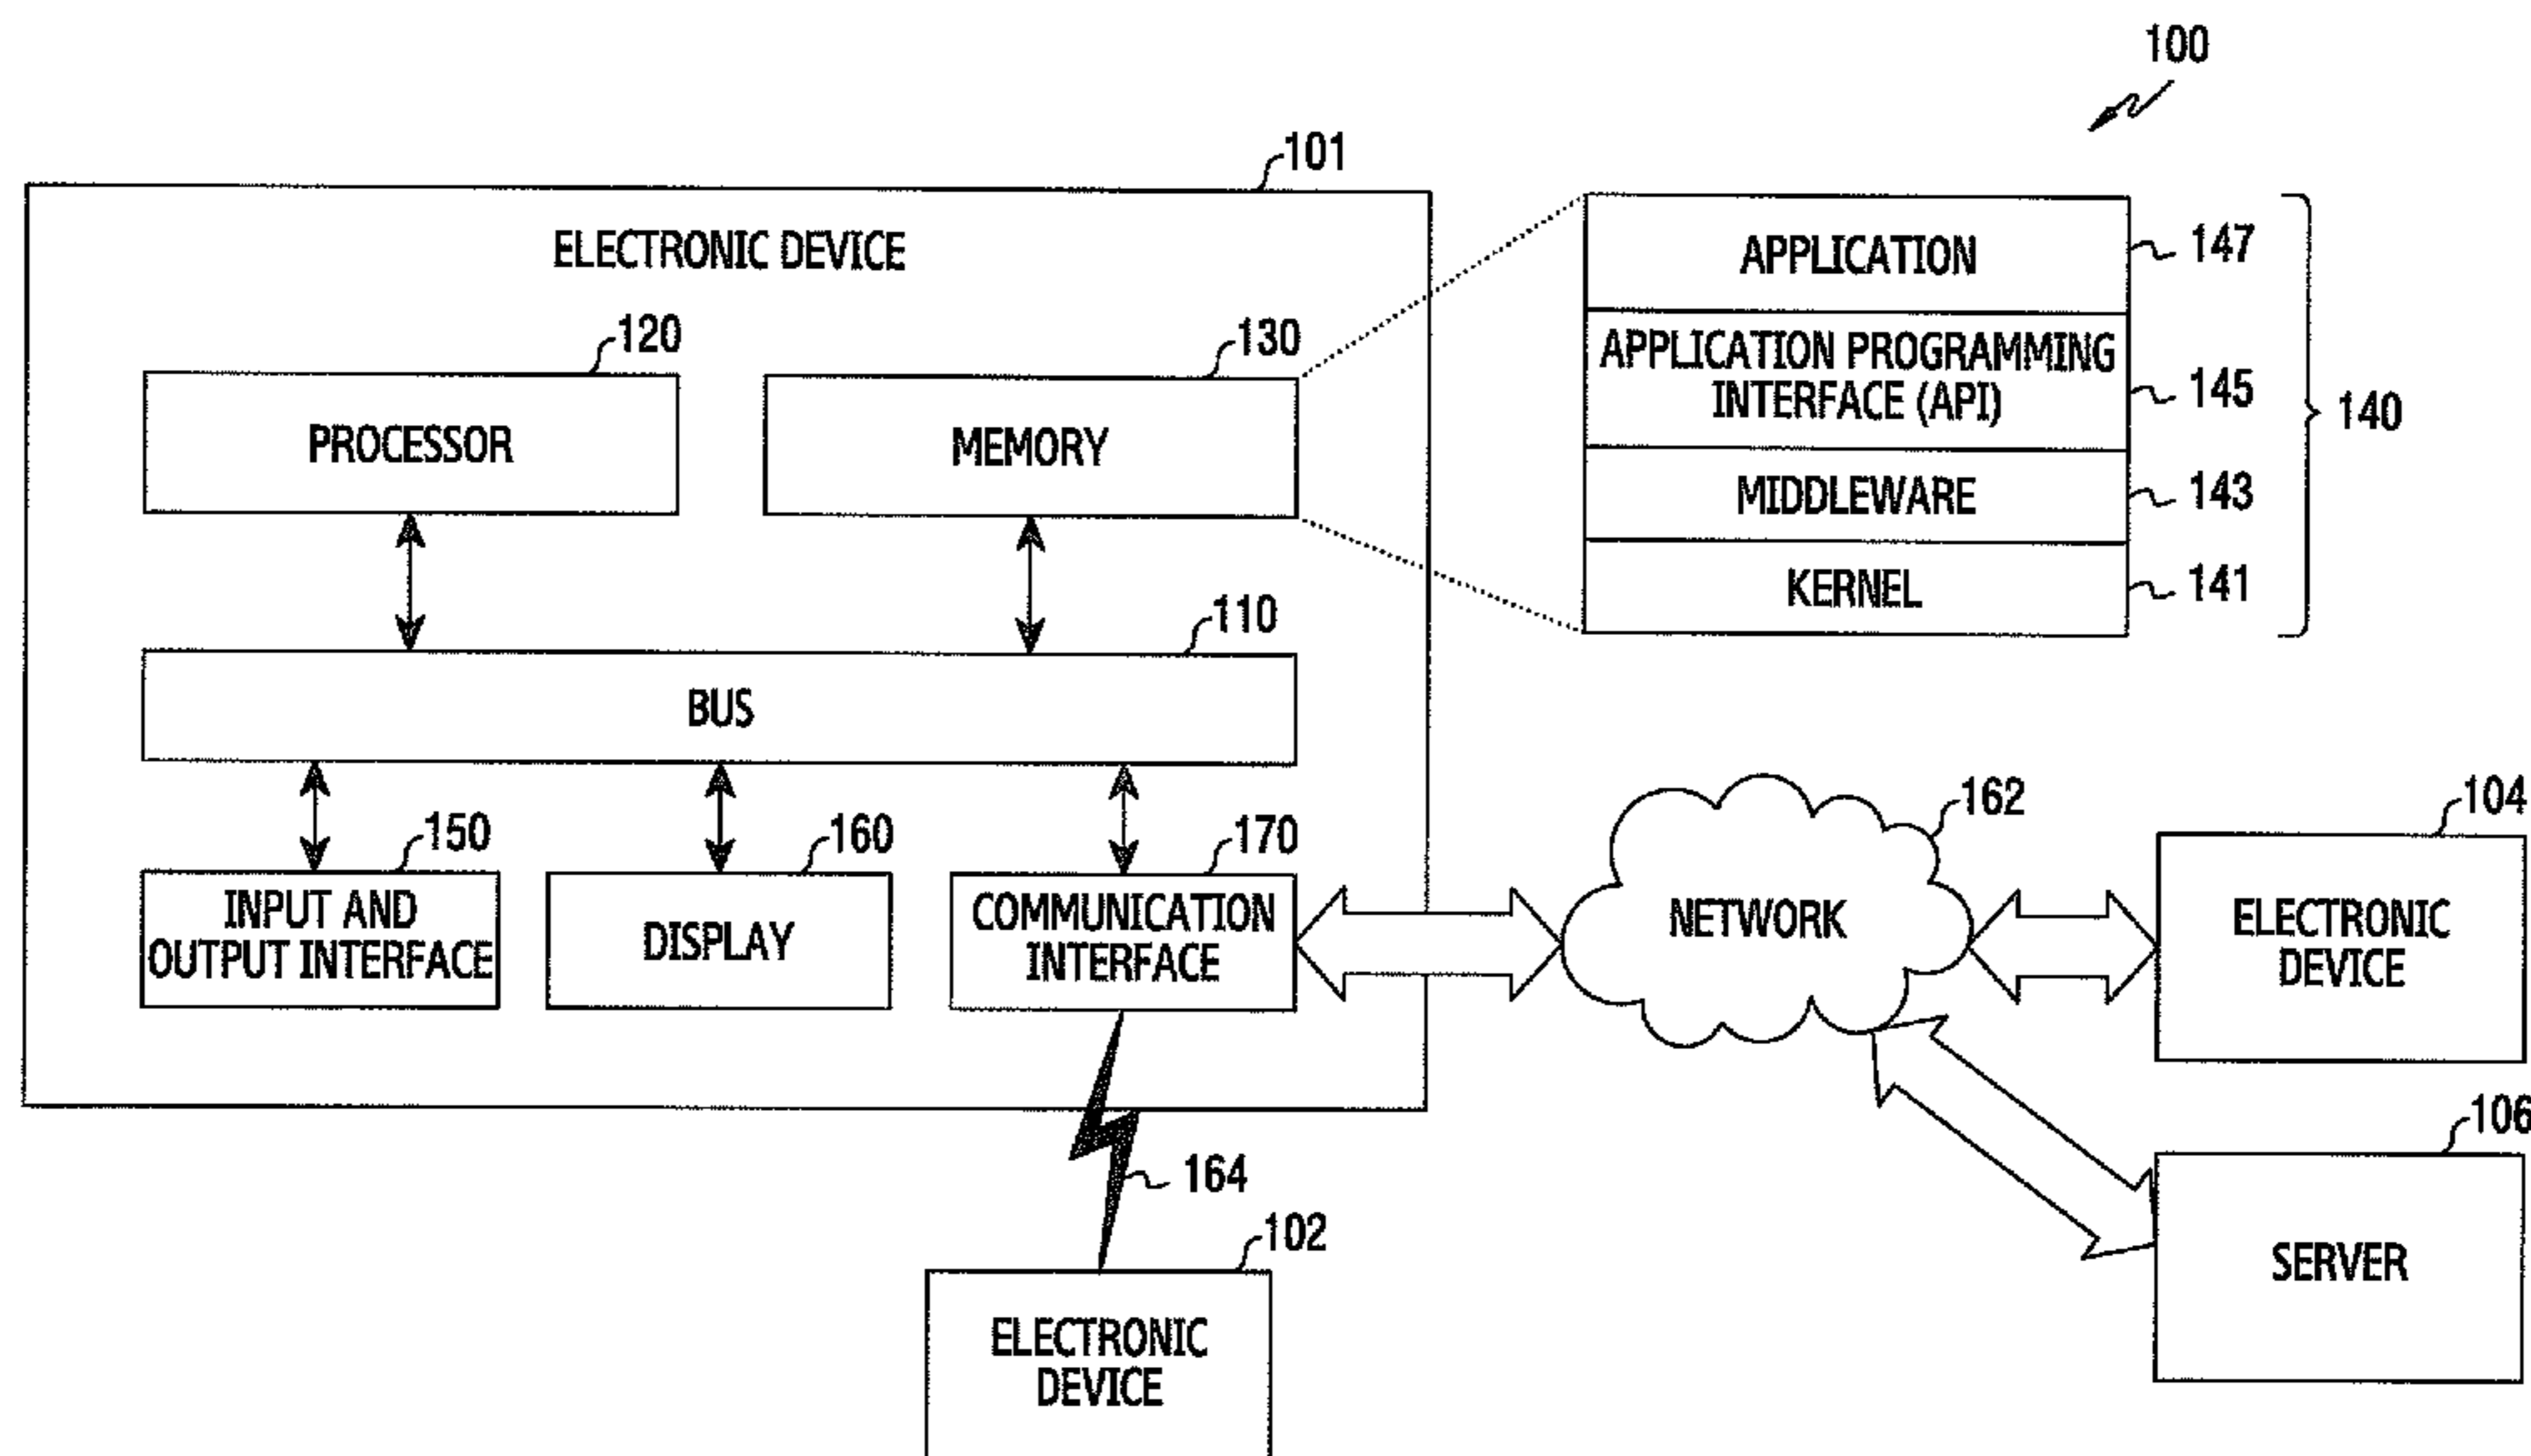 100
101
ELECTRONIC DEVICE
120
PROCESSOR
130
MEMORY
APPLICATION
147
APPLICATION PROGRAMMING
INTERFACE (API)
145
MIDDLEWARE
143
KERNEL
141
140
110
BUS
150
INPUT AND
OUTPUT INTERFACE
160
DISPLAY
170
COMMUNICATION
INTERFACE
162
NETWORK
104
ELECTRONIC
DEVICE
164
102
ELECTRONIC
DEVICE
106
SERVER